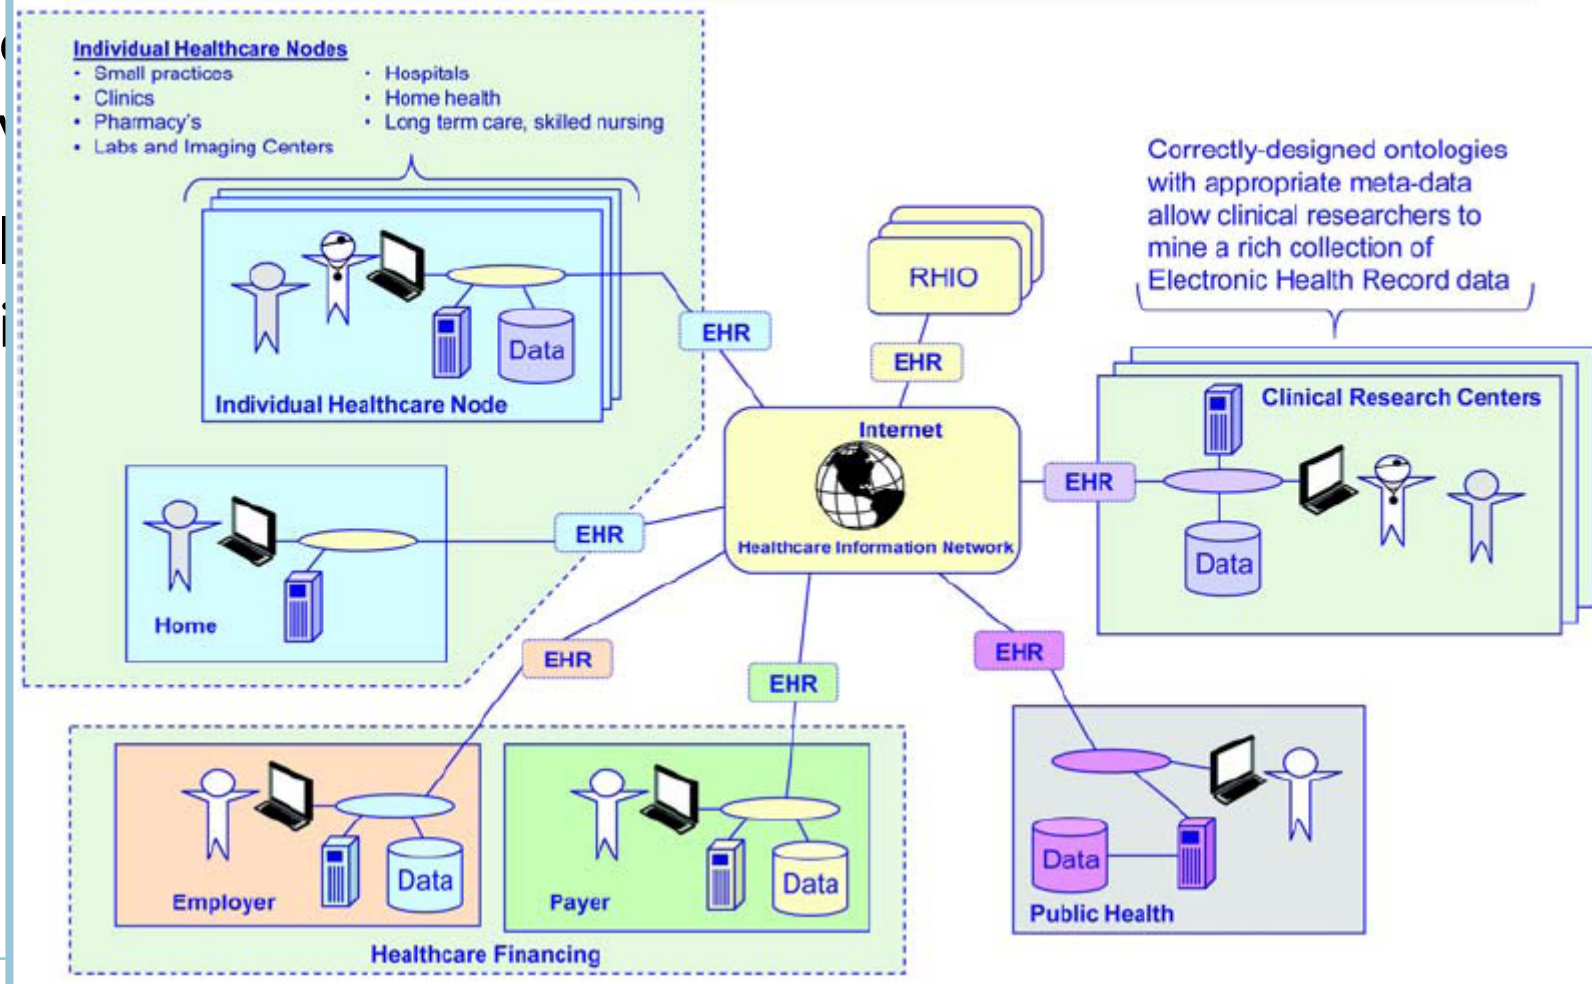 Individual Healthcare Nodes
• Small practices
• Clinics
• Pharmacy's
• Labs and Imaging Centers
• Hospitals
• Home health
• Long term care, skilled nursing
Data
Individual Healthcare Node
EHR
RHIO
EHR
Correctly-designed ontologies
with appropriate meta-data
allow clinical researchers to
mine a rich collection of
Electronic Health Record data
Clinical Research Centers
EHR
Data
Internet
Healthcare Information Network
EHR
Home
EHR
EHR
EHR
Data
Employer
Data
Payer
Healthcare Financing
Data
Public Health